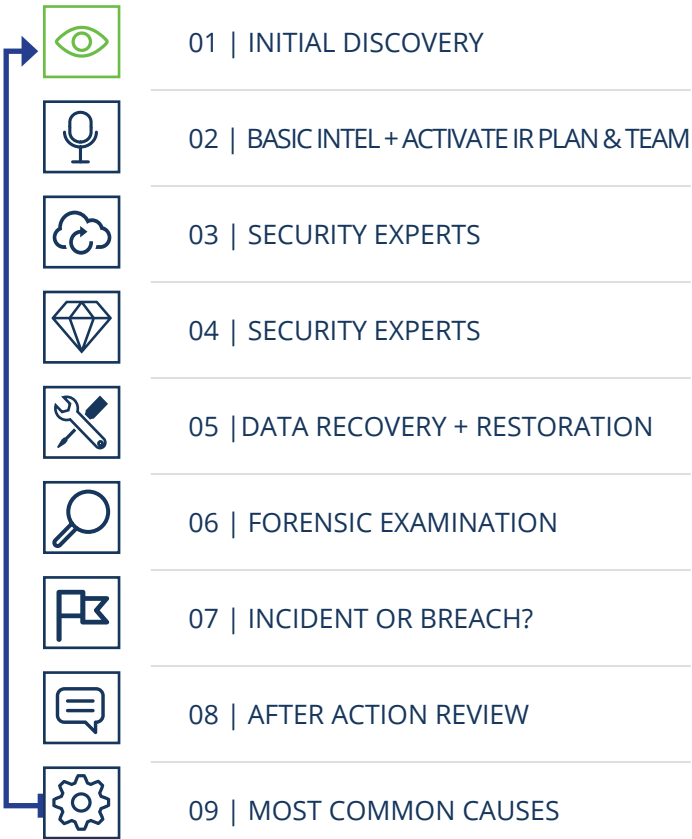 01 | INITIAL DISCOVERY
02 | BASIC INTEL + ACTIVATE IR PLAN & TEAM
03 | SECURITY EXPERTS
04 | SECURITY EXPERTS
05 |DATA RECOVERY + RESTORATION
06 | FORENSIC EXAMINATION
07 | INCIDENT OR BREACH?
08 | AFTER ACTION REVIEW
09 | MOST COMMON CAUSES